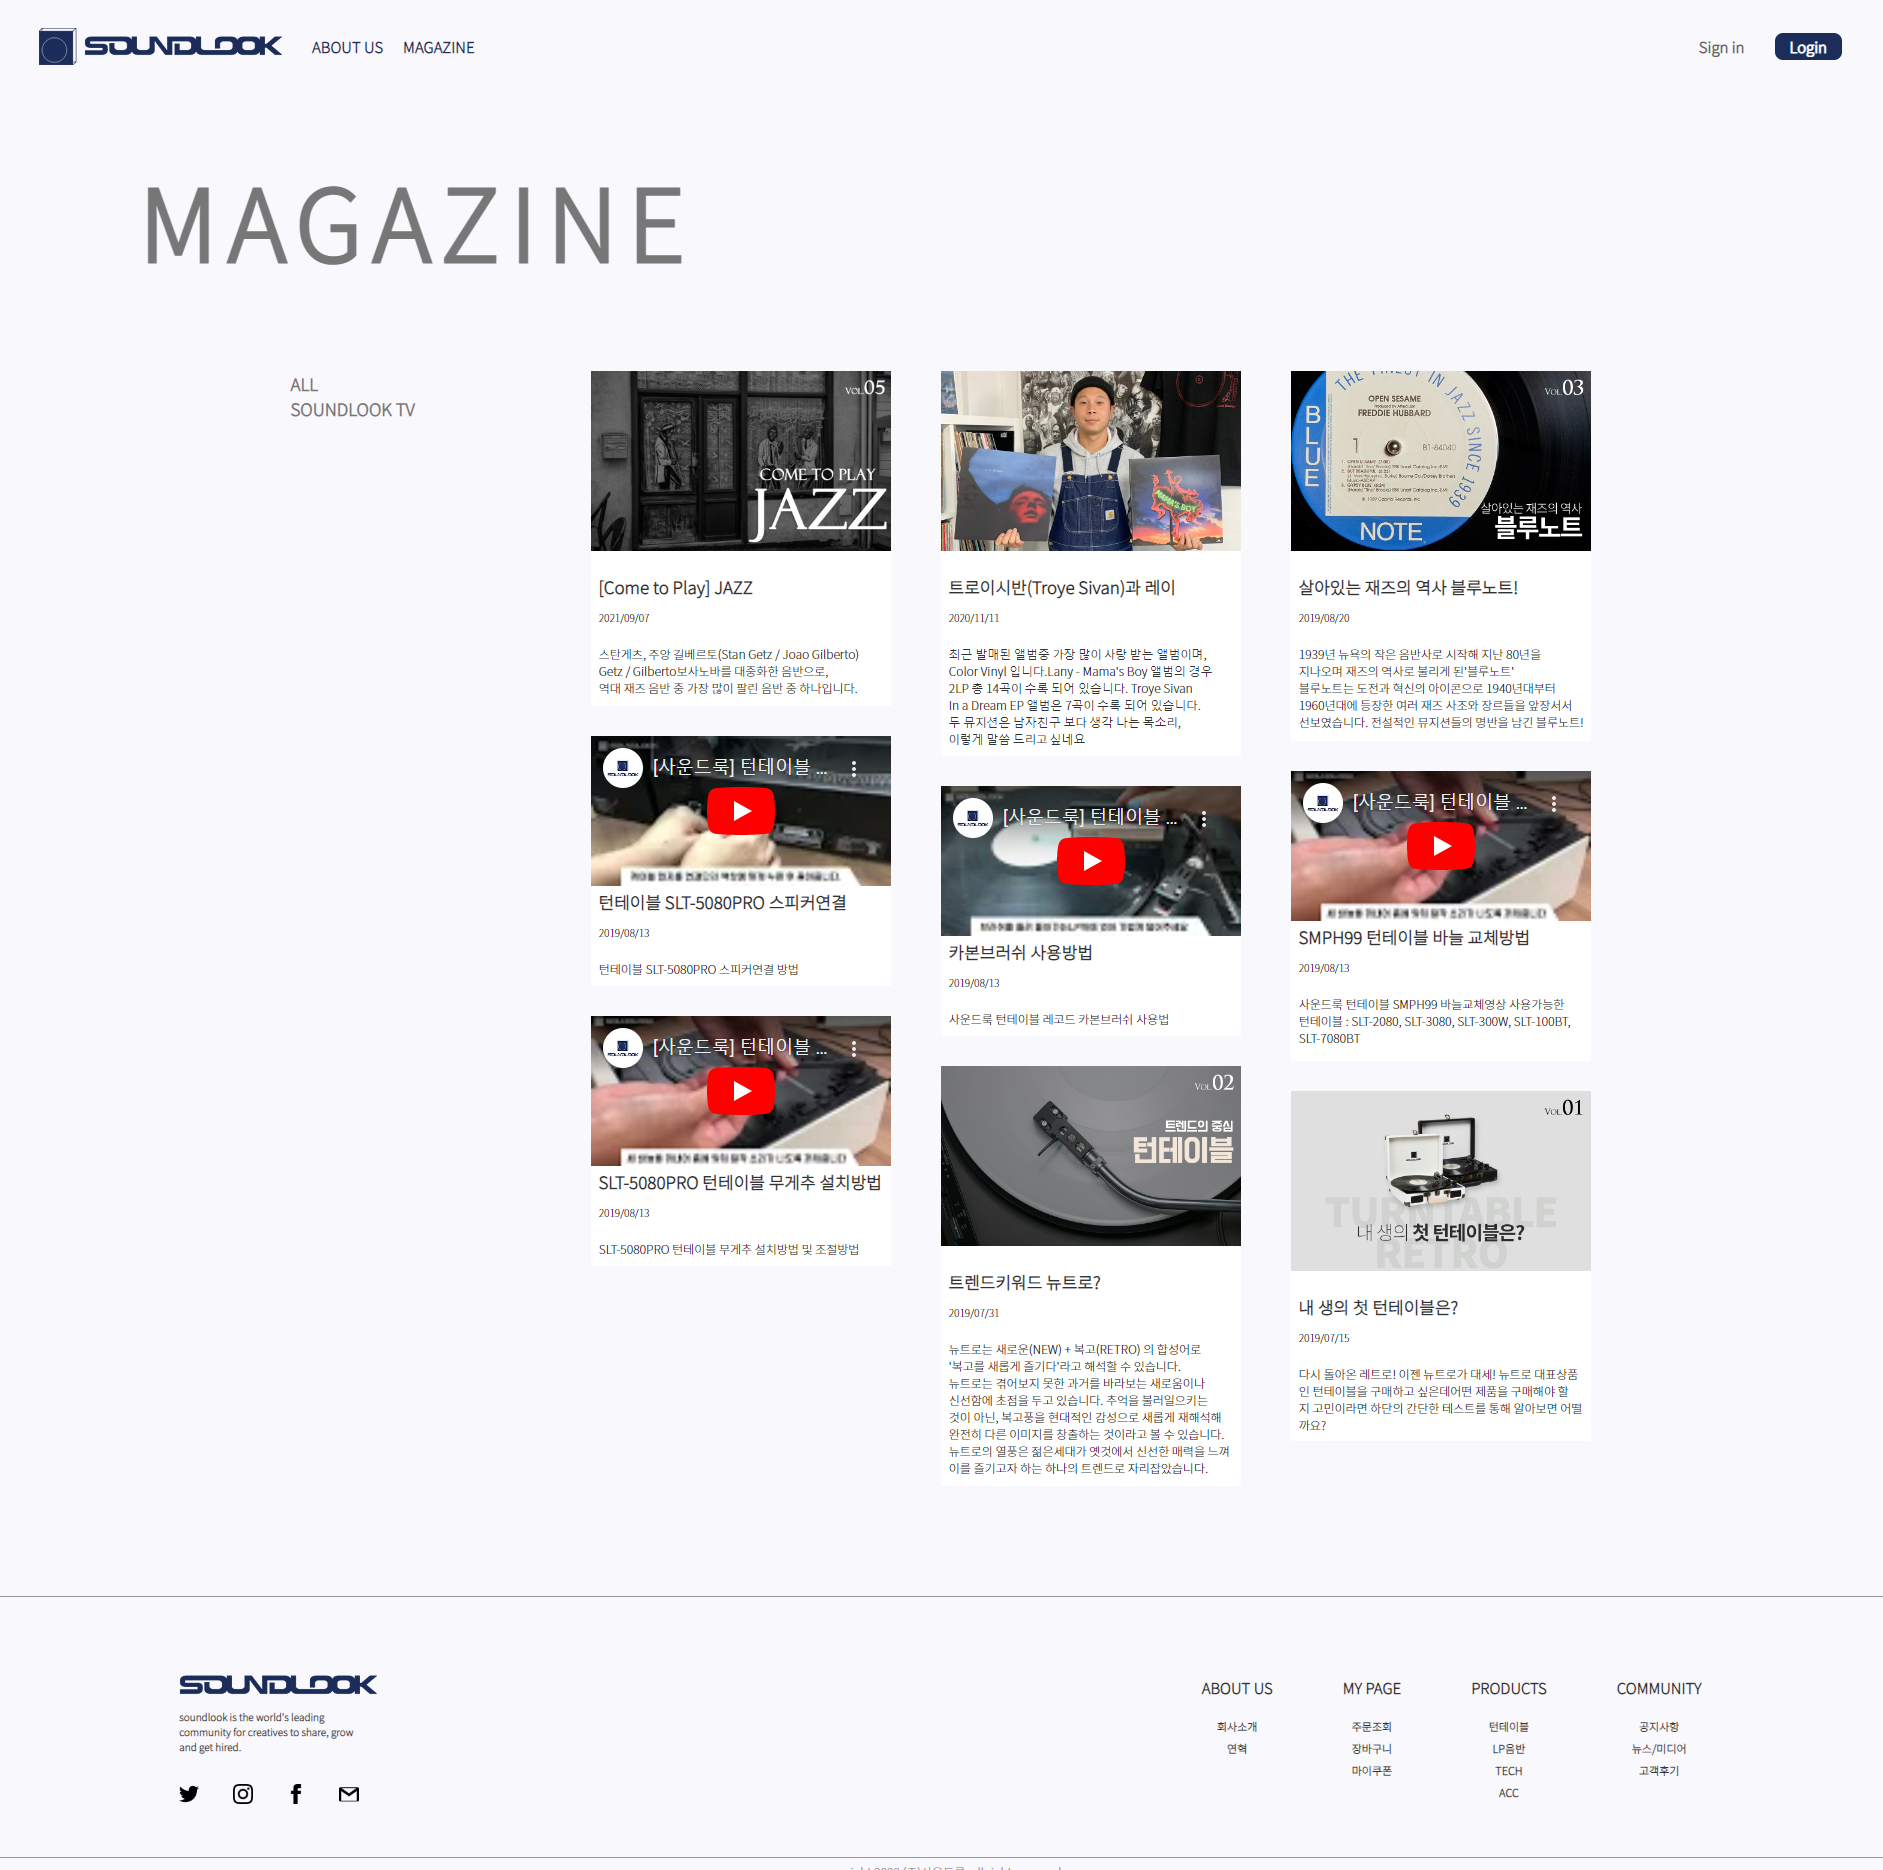 SOUNDLOOK
ABOUT US
MAGAZINE
Sign in
Login
MAGAZINE
ALL
SOUNDLOOK TV
VOL.05
COME TO PLAY
JAZZ
[Come to Play] JAZZ
2021/09/07
스탄게츠, 주앙 길베르토(Stan Getz / Joao Gilberto)
Getz / Gilberto보사노바를 대중화한 음반으로,
역대 재즈 음반 중 가장 많이 팔린 음반 중 하나입니다.
[사운드룩] 턴테이블 ...
턴테이블 SLT-5080PRO 스피커연결
2019/08/13
턴테이블 SLT-5080PRO 스피커연결 방법
[사운드룩] 턴테이블 ...
SLT-5080PRO 턴테이블 무게추 설치방법
2019/08/13
SLT-5080PRO 턴테이블 무게추 설치방법 및 조절방법
MAMA'S BOY
트로이시반(Troye Sivan)과 레이
2020/11/11
최근 발매된 앨범중 가장 많이 사랑 받는 앨범이며,
Color Vinyl 입니다.Lany - Mama's Boy 앨범의 경우
2LP 총 14곡이 수록 되어 있습니다. Troye Sivan
In a Dream EP 앨범은 7곡이 수록 되어 있습니다.
두 뮤지션은 남자친구 보다 생각 나는 목소리,
이렇게 말씀 드리고 싶네요
[사운드룩] 턴테이블 ...
카본브러쉬 사용방법
2019/08/13
사운드룩 턴테이블 레코드 카본브러쉬 사용법
VOL.02
트렌드의 중심
턴테이블
트렌드키워드 뉴트로?
2019/07/31
뉴트로는 새로운(NEW) + 복고(RETRO) 의 합성어로
'복고를 새롭게 즐기다'라고 해석할 수 있습니다.
뉴트로는 겪어보지 못한 과거를 바라보는 새로움이나
신선함에 초점을 두고 있습니다. 추억을 불러일으키는
것이 아닌, 복고풍을 현대적인 감성으로 새롭게 재해석해
완전히 다른 이미지를 창출하는 것이라고 볼 수 있습니다.
뉴트로의 열풍은 젊은세대가 옛것에서 신선한 매력을 느껴
이를 즐기고자 하는 하나의 트렌드로 자리잡았습니다.
VOL.03
THE FINEST IN JAZZ SINCE 1939
OPEN SESAME
FREDDIE HUBBARD
1
B1-84040
BLUE
NOTE
살아있는 재즈의 역사
블루노트
살아있는 재즈의 역사 블루노트!
2019/08/20
1939년 뉴욕의 작은 음반사로 시작해 지난 80년을
지나오며 재즈의 역사로 불리게 된'블루노트'
블루노트는 도전과 혁신의 아이콘으로 1940년대부터
1960년대에 등장한 여러 재즈 사조와 장르들을 앞장서서
선보였습니다. 전설적인 뮤지션들의 명반을 남긴 블루노트!
[사운드룩] 턴테이블 ...
SMPH99 턴테이블 바늘 교체방법
2019/08/13
사운드룩 턴테이블 SMPH99 바늘교체영상 사용가능한
턴테이블 : SLT-2080, SLT-3080, SLT-300W, SLT-100BT,
SLT-7080BT
VOL.01
TURNTABLE
내 생의 첫 턴테이블은?
RETRO
내 생의 첫 턴테이블은?
2019/07/15
다시 돌아온 레트로! 이젠 뉴트로가 대세! 뉴트로 대표상품
인 턴테이블을 구매하고 싶은데어떤 제품을 구매해야 할
지 고민이라면 하단의 간단한 테스트를 통해 알아보면 어떨
까요?
SOUNDLOOK
soundlook is the world's leading
community for creatives to share, grow
and get hired.
ABOUT US
회사소개
연혁
MY PAGE
주문조회
장바구니
마이쿠폰
PRODUCTS
턴테이블
LP음반
TECH
ACC
COMMUNITY
공지사항
뉴스/미디어
고객후기